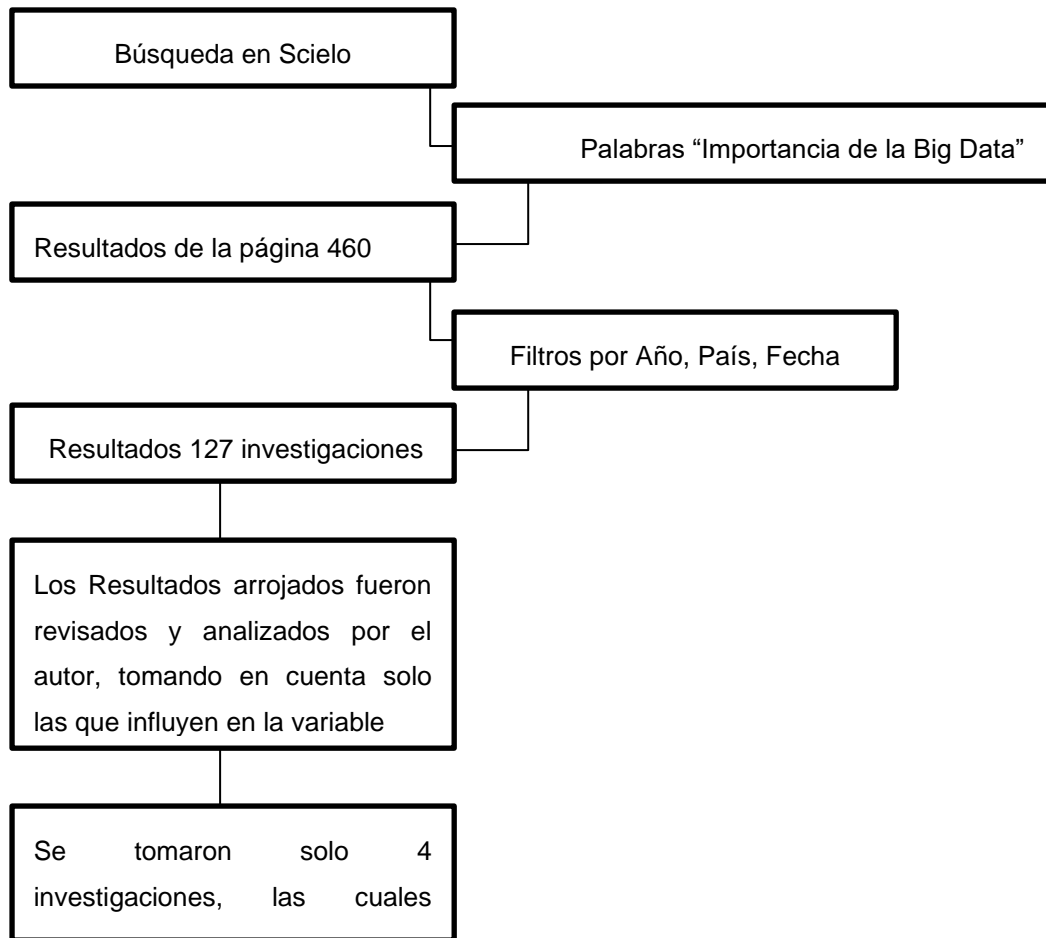 Búsqueda en Scielo
Palabras “Importancia de la Big Data”
Resultados de la página 460
Filtros por Año, País, Fecha
Resultados 127 investigaciones
Los Resultados arrojados fueron
revisados y analizados por el
autor, tomando en cuenta solo
las que influyen en la variable
Se tomaron solo 4
investigaciones, las cuales